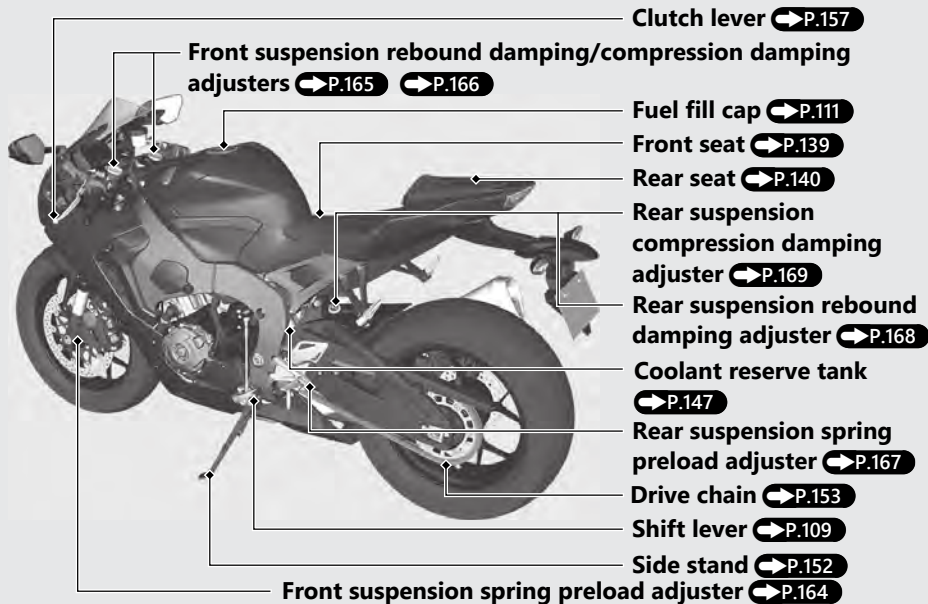 Clutch lever P.157
Front suspension rebound damping/compression damping
adjusters P.165 P.166
Fuel fill cap P.111
Front seat P.139
Rear seat P.140
Rear suspension
compression damping
adjuster P.169
Rear suspension rebound
damping adjuster P.168
Coolant reserve tank
P.147
Rear suspension spring
preload adjuster P.167
Drive chain P.153
Shift lever P.109
Side stand P.152
Front suspension spring preload adjuster P.164